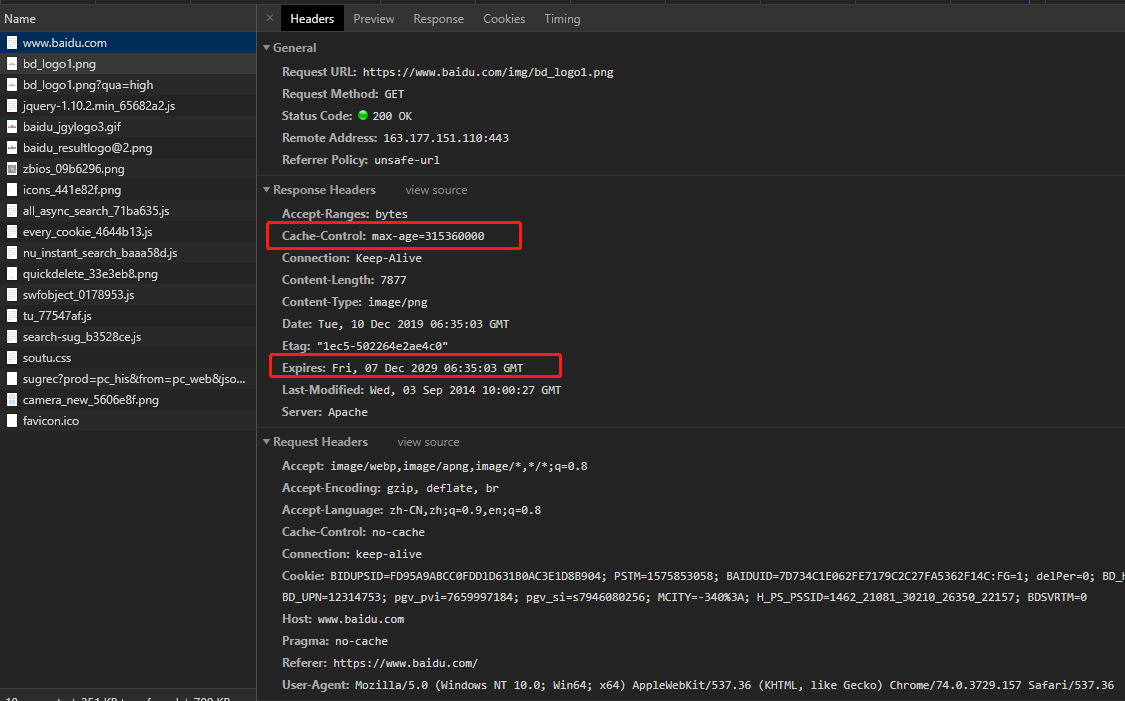 Name
www.baidu.com
bd_logo1.png
bd_logo1.png?qua=high
jquery-1.10.2.min_65682a2.js
baidu_jgylogo3.gif
baidu_resultlogo@2.png
zbios_09b6296.png
icons_441e82f.png
all_async_search_71ba635.js
every_cookie_4644b13.js
nu_instant_search_baaa58d.js
quickdelete_33e3eb8.png
swfobject_0178953.js
tu_77547af.js
search-sug_b3528ce.js
soutu.css
sugrec?prod=pc_his&from=pc_web&jso...
camera_new_5606e8f.png
favicon.ico
× Headers Preview Response Cookies Timing
General
Request URL: https://www.baidu.com/img/bd_logo1.png
Request Method: GET
Status Code: 200 OK
Remote Address: 163.177.151.110:443
Referrer Policy: unsafe-url
Response Headers view source
Accept-Ranges: bytes
Cache-Control: max-age=315360000
Connection: Keep-Alive
Content-Length: 7877
Content-Type: image/png
Date: Tue, 10 Dec 2019 06:35:03 GMT
Etag: "1ec5-502264e2ae4c0"
Expires: Fri, 07 Dec 2029 06:35:03 GMT
Last-Modified: Wed, 03 Sep 2014 10:00:27 GMT
Server: Apache
Request Headers view source
Accept: image/webp,image/apng,image/*,*/*;q=0.8
Accept-Encoding: gzip, deflate, br
Accept-Language: zh-CN,zh;q=0.9,en;q=0.8
Cache-Control: no-cache
Connection: keep-alive
Cookie: BIDUPSID=FD95A9ABCC0FDD1D631B0AC3E1D8B904; PSTM=1575853058; BAIDUID=7D734C1E062FE7179C2C27FA5362F14C:FG=1; delPer=0; BD_H
BD_UPN=12314753; pgv_pvi=7659997184; pgv_si=s7946080256; MCITY=-340%3A; H_PS_PSSID=1462_21081_30210_26350_22157; BDSVRTM=0
Host: www.baidu.com
Pragma: no-cache
Referer: https://www.baidu.com/
User-Agent: Mozilla/5.0 (Windows NT 10.0; Win64; x64) AppleWebKit/537.36 (KHTML, like Gecko) Chrome/74.0.3729.157 Safari/537.36